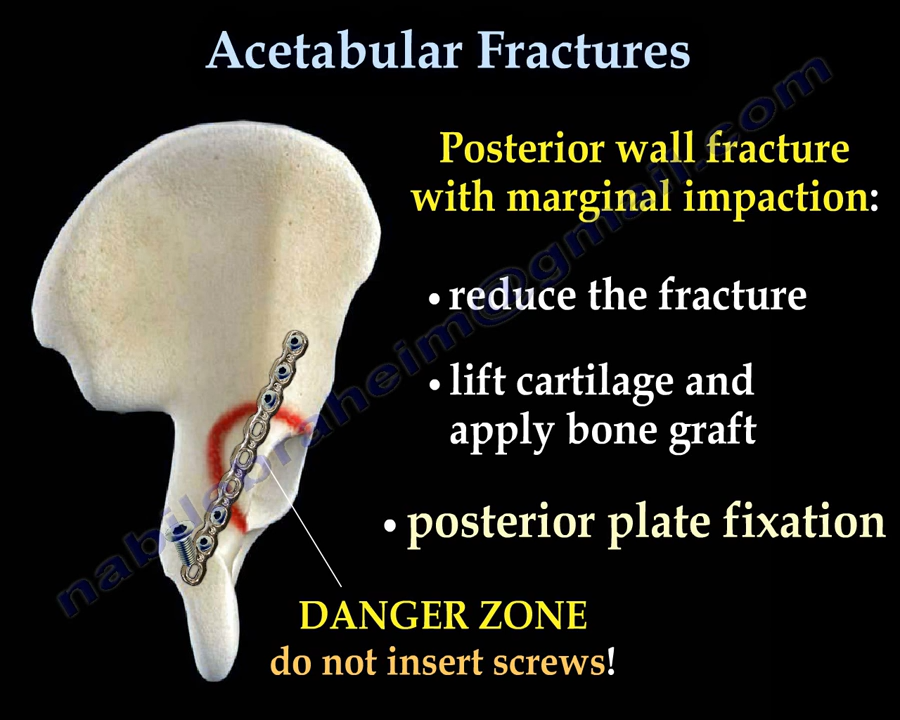 Acetabular Fractures
Posterior wall fracture
with marginal impaction:
• reduce the fracture
• lift cartilage and
apply bone graft
• posterior plate fixation
DANGER ZONE
do not insert screws!
nabilebraheim@gmail.com